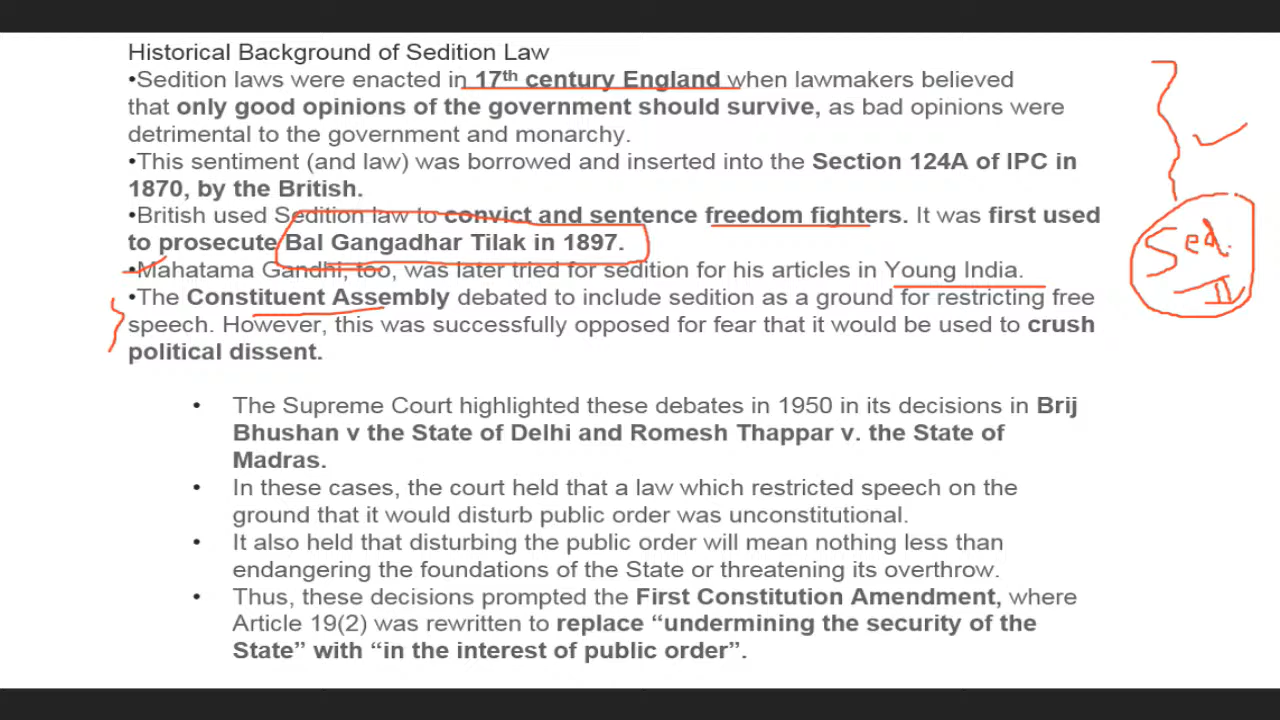 Historical Background of Sedition Law
•Sedition laws were enacted in 17th century England when lawmakers believed
that only good opinions of the government should survive, as bad opinions were
detrimental to the government and monarchy.
•This sentiment (and law) was borrowed and inserted into the Section 124A of IPC in
1870, by the British.
•British used Sedition law to convict and sentence freedom fighters. It was first used
to prosecute Bal Gangadhar Tilak in 1897.
•Mahatama Gandhi, too, was later tried for sedition for his articles in Young India.
•The Constituent Assembly debated to include sedition as a ground for restricting free
speech. However, this was successfully opposed for fear that it would be used to crush
political dissent.
• The Supreme Court highlighted these debates in 1950 in its decisions in Brij
Bhushan v the State of Delhi and Romesh Thappar v. the State of
Madras.
• In these cases, the court held that a law which restricted speech on the
ground that it would disturb public order was unconstitutional.
• It also held that disturbing the public order will mean nothing less than
endangering the foundations of the State or threatening its overthrow.
• Thus, these decisions prompted the First Constitution Amendment, where
Article 19(2) was rewritten to replace “undermining the security of the
State” with “in the interest of public order”.
Sed.